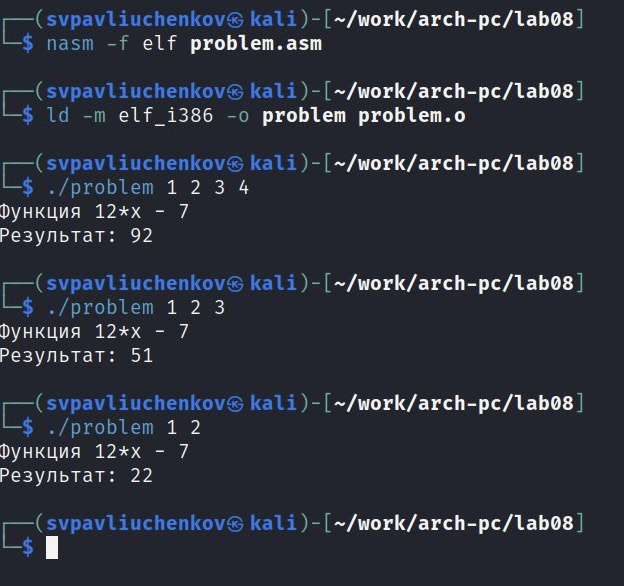 ┌──(svpavliuchenkov㉿kali)-[~/work/arch-pc/lab08]
└─$ nasm -f elf problem.asm
┌──(svpavliuchenkov㉿kali)-[~/work/arch-pc/lab08]
└─$ ld -m elf_i386 -o problem problem.o
┌──(svpavliuchenkov㉿kali)-[~/work/arch-pc/lab08]
└─$ ./problem 1 2 3 4
Функция 12*x - 7
Результат: 92
┌──(svpavliuchenkov㉿kali)-[~/work/arch-pc/lab08]
└─$ ./problem 1 2 3
Функция 12*x - 7
Результат: 51
┌──(svpavliuchenkov㉿kali)-[~/work/arch-pc/lab08]
└─$ ./problem 1 2
Функция 12*x - 7
Результат: 22
┌──(svpavliuchenkov㉿kali)-[~/work/arch-pc/lab08]
└─$